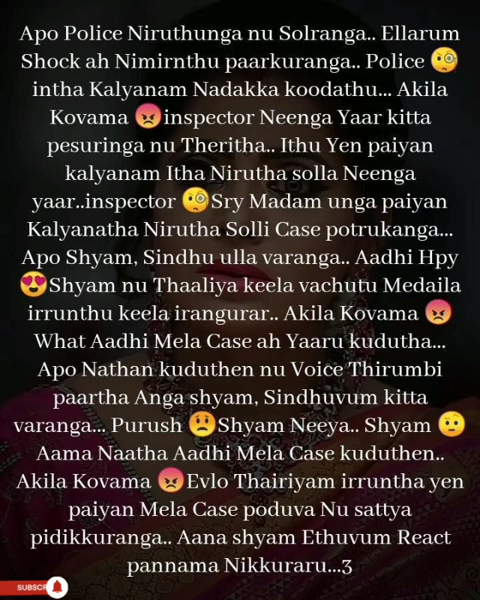 Apo Police Niruthunga nu Solranga.. Ellarum
Shock ah Nimirnthu paarkuranga.. Police 🧐
intha Kalyanam Nadakka koodathu... Akila
Kovama 😡inspector Neenga Yaar kitta
pesuringa nu Theritha.. Ithu Yen paiyan
kalyanam Itha Nirutha solla Neenga
yaar..inspector 🧐Sry Madam unga paiyan
Kalyanatha Nirutha Solli Case potrukanga...
Apo Shyam, Sindhu ulla varanga.. Aadhi Hpy
😍Shyam nu Thaaliya keela vachutu Medaila
irrunthu keela irangurar.. Akila Kovama 😡
What Aadhi Mela Case ah Yaaru kudutha...
Apo Nathan kuduthen nu Voice Thirumbi
paartha Anga shyam, Sindhuvum kitta
varanga... Purush 😟Shyam Neeya.. Shyam 🤨
Aama Naatha Aadhi Mela Case kuduthen..
Akila Kovama 😡Evlo Thairiyam irruntha yen
paiyan Mela Case poduva Nu sattya
pidikkuranga.. Aana shyam Ethuvum React
pannama Nikkuraru...3
SUBSCR